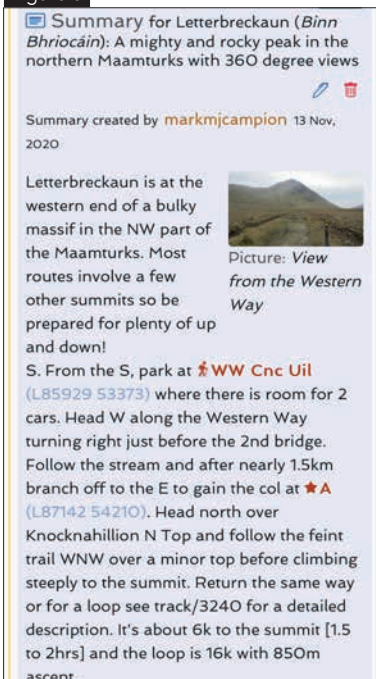 Summary for Letterbreckaun (Binn
Bhriocáin): A mighty and rocky peak in the
northern Maamturks with 360 degree views
Summary created by markmjcampion 13 Nov,
2020
Letterbreckaun is at the
western end of a bulky
massif in the NW part of
the Maamturks. Most
routes involve a few
other summits so be
prepared for plenty of up
and down!
Picture: View
from the Western
Way
S. From the S, park at WW Cnc Uil
(L85929 53373) where there is room for 2
cars. Head W along the Western Way
turning right just before the 2nd bridge.
Follow the stream and after nearly 1.5km
branch off to the E to gain the col at A
(L87142 54210). Head north over
Knocknahillion N Top and follow the feint
trail WNW over a minor top before climbing
steeply to the summit. Return the same way
or for a loop see track/3240 for a detailed
description. It's about 6k to the summit [1.5
to 2hrs] and the loop is 16k with 850m
ascent